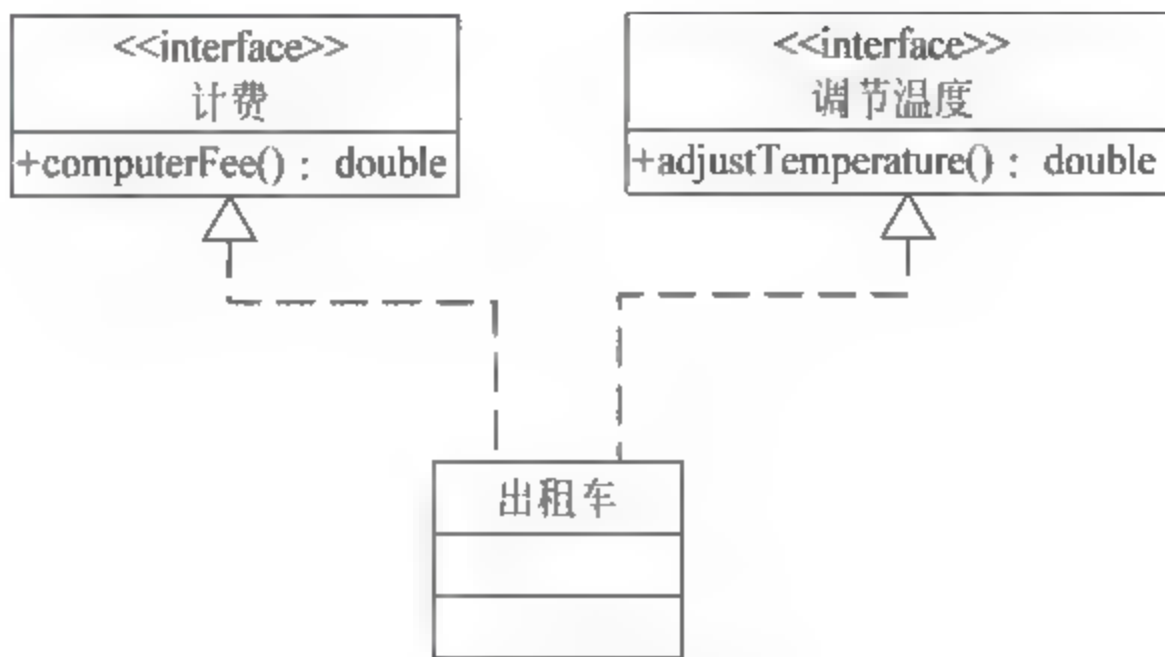 <<interface>>
计费
+computerFee() : double
<<interface>>
调节温度
+adjustTemperature() : double
出租车